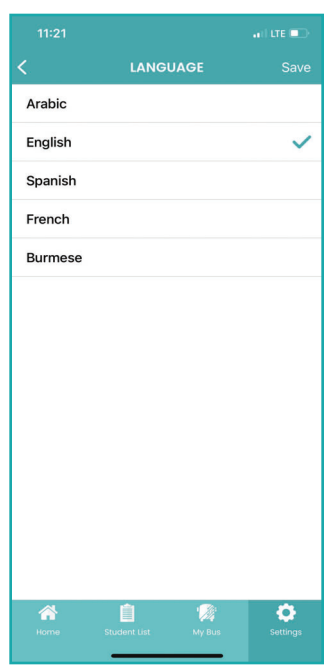 11:21 LTE
LANGUAGE Save
Arabic
English
Spanish
French
Burmese
Home Student List My Bus Settings